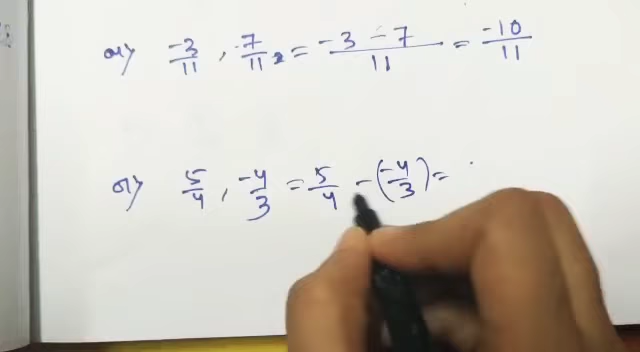 -3/11 , -7/11 = -3 - 7/11 = -10/11
5/4 , -4/3 = 5/4 - (-4/3) =